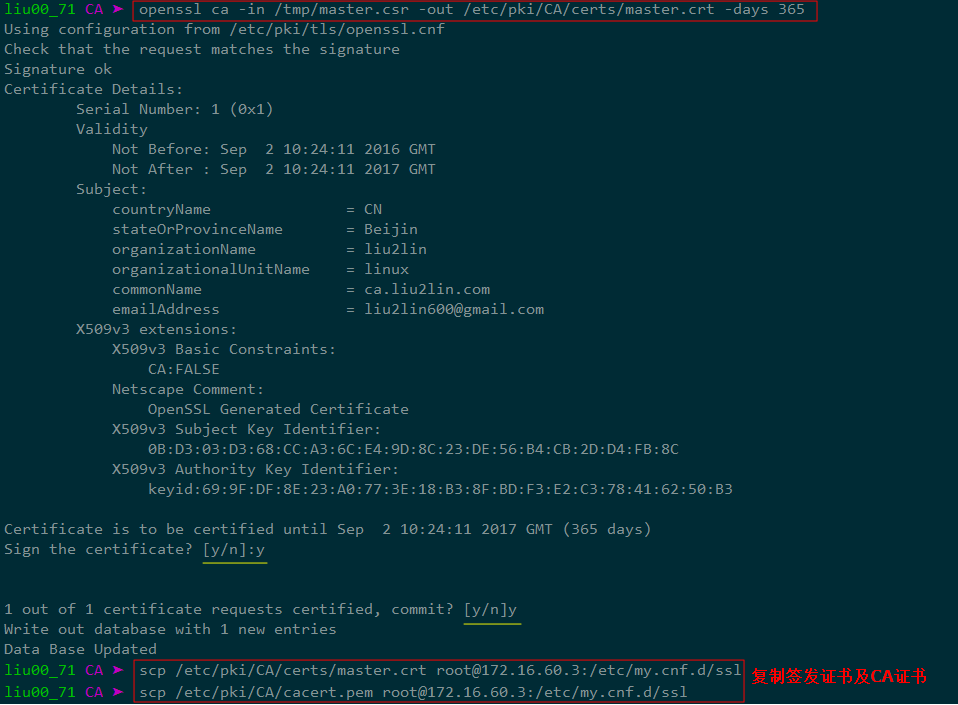 liu00_71 CA ➤ openssl ca -in /tmp/master.csr -out /etc/pki/CA/certs/master.crt -days 365
Using configuration from /etc/pki/tls/openssl.cnf
Check that the request matches the signature
Signature ok
Certificate Details:
        Serial Number: 1 (0x1)
        Validity
            Not Before: Sep  2 10:24:11 2016 GMT
            Not After : Sep  2 10:24:11 2017 GMT
        Subject:
            countryName               = CN
            stateOrProvinceName       = Beijin
            organizationName          = liu2lin
            organizationalUnitName    = linux
            commonName                = ca.liu2lin.com
            emailAddress              = liu2lin600@gmail.com
        X509v3 extensions:
            X509v3 Basic Constraints:
                CA:FALSE
            Netscape Comment:
                OpenSSL Generated Certificate
            X509v3 Subject Key Identifier:
                0B:D3:03:D3:68:CC:A3:6C:E4:9D:8C:23:DE:56:B4:CB:2D:D4:FB:8C
            X509v3 Authority Key Identifier:
                keyid:69:9F:DF:8E:23:A0:77:3E:18:B3:8F:BD:F3:E2:C3:78:41:62:50:B3
Certificate is to be certified until Sep  2 10:24:11 2017 GMT (365 days)
Sign the certificate? [y/n]:y
1 out of 1 certificate requests certified, commit? [y/n]y
Write out database with 1 new entries
Data Base Updated
liu00_71 CA ➤ scp /etc/pki/CA/certs/master.crt root@172.16.60.3:/etc/my.cnf.d/ssl
复制签发证书及CA证书
liu00_71 CA ➤ scp /etc/pki/CA/cacert.pem root@172.16.60.3:/etc/my.cnf.d/ssl